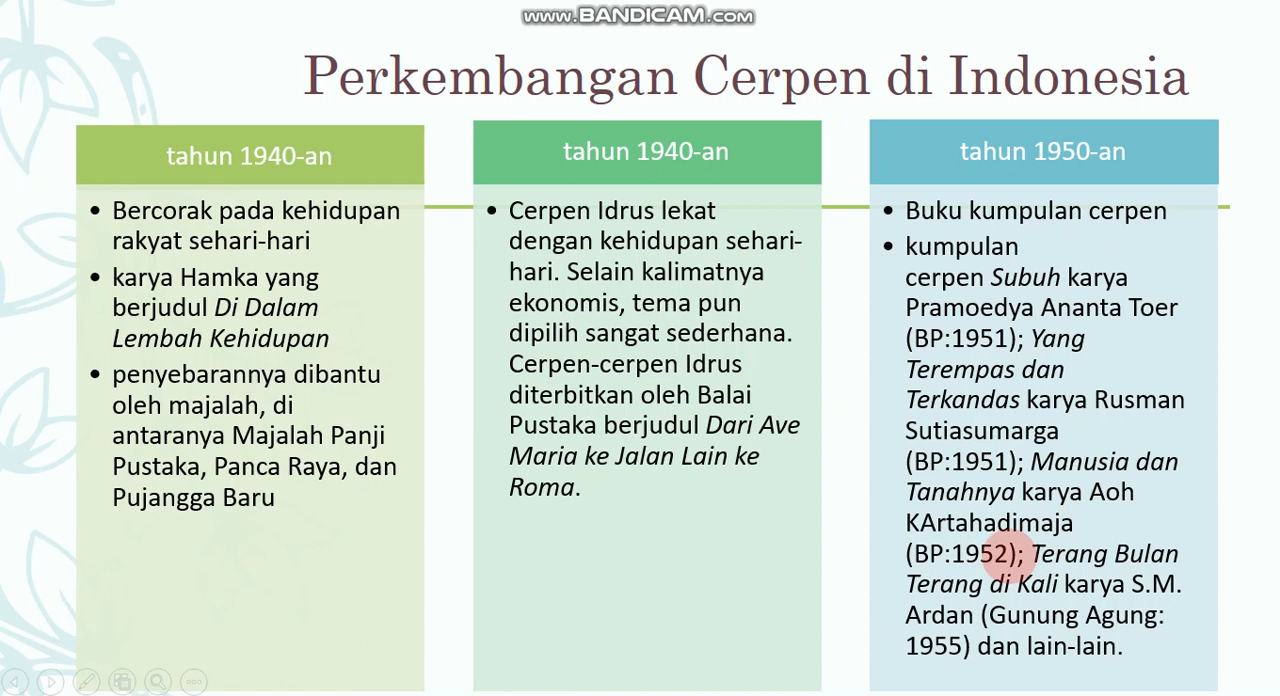 www.BANDICAM.com
Perkembangan Cerpen di Indonesia
tahun 1940-an
• Bercorak pada kehidupan
rakyat sehari-hari
• karya Hamka yang
berjudul Di Dalam
Lembah Kehidupan
• penyebarannya dibantu
oleh majalah, di
antaranya Majalah Panji
Pustaka, Panca Raya, dan
Pujangga Baru
tahun 1940-an
• Cerpen Idrus lekat
dengan kehidupan sehari-
hari. Selain kalimatnya
ekonomis, tema pun
dipilih sangat sederhana.
Cerpen-cerpen Idrus
diterbitkan oleh Balai
Pustaka berjudul Dari Ave
Maria ke Jalan Lain ke
Roma.
tahun 1950-an
• Buku kumpulan cerpen
• kumpulan
cerpen Subuh karya
Pramoedya Ananta Toer
(BP:1951); Yang
Terempas dan
Terkandas karya Rusman
Sutiasumarga
(BP:1951); Manusia dan
Tanahnya karya Aoh
KArtahadimaja
(BP:1952); Terang Bulan
Terang di Kali karya S.M.
Ardan (Gunung Agung:
1955) dan lain-lain.